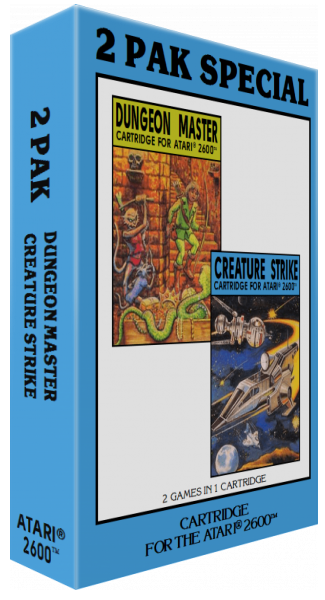 2 PAK SPECIAL
DUNGEON MASTER
CARTRIDGE FOR ATARI® 2600™
CREATURE STRIKE
CARTRIDGE FOR ATARI® 2600™
2 GAMES IN 1 CARTRIDGE
CARTRIDGE
FOR THE ATARI® 2600™
2 PAK
DUNGEON MASTER
CREATURE STRIKE
ATARI®
2600™